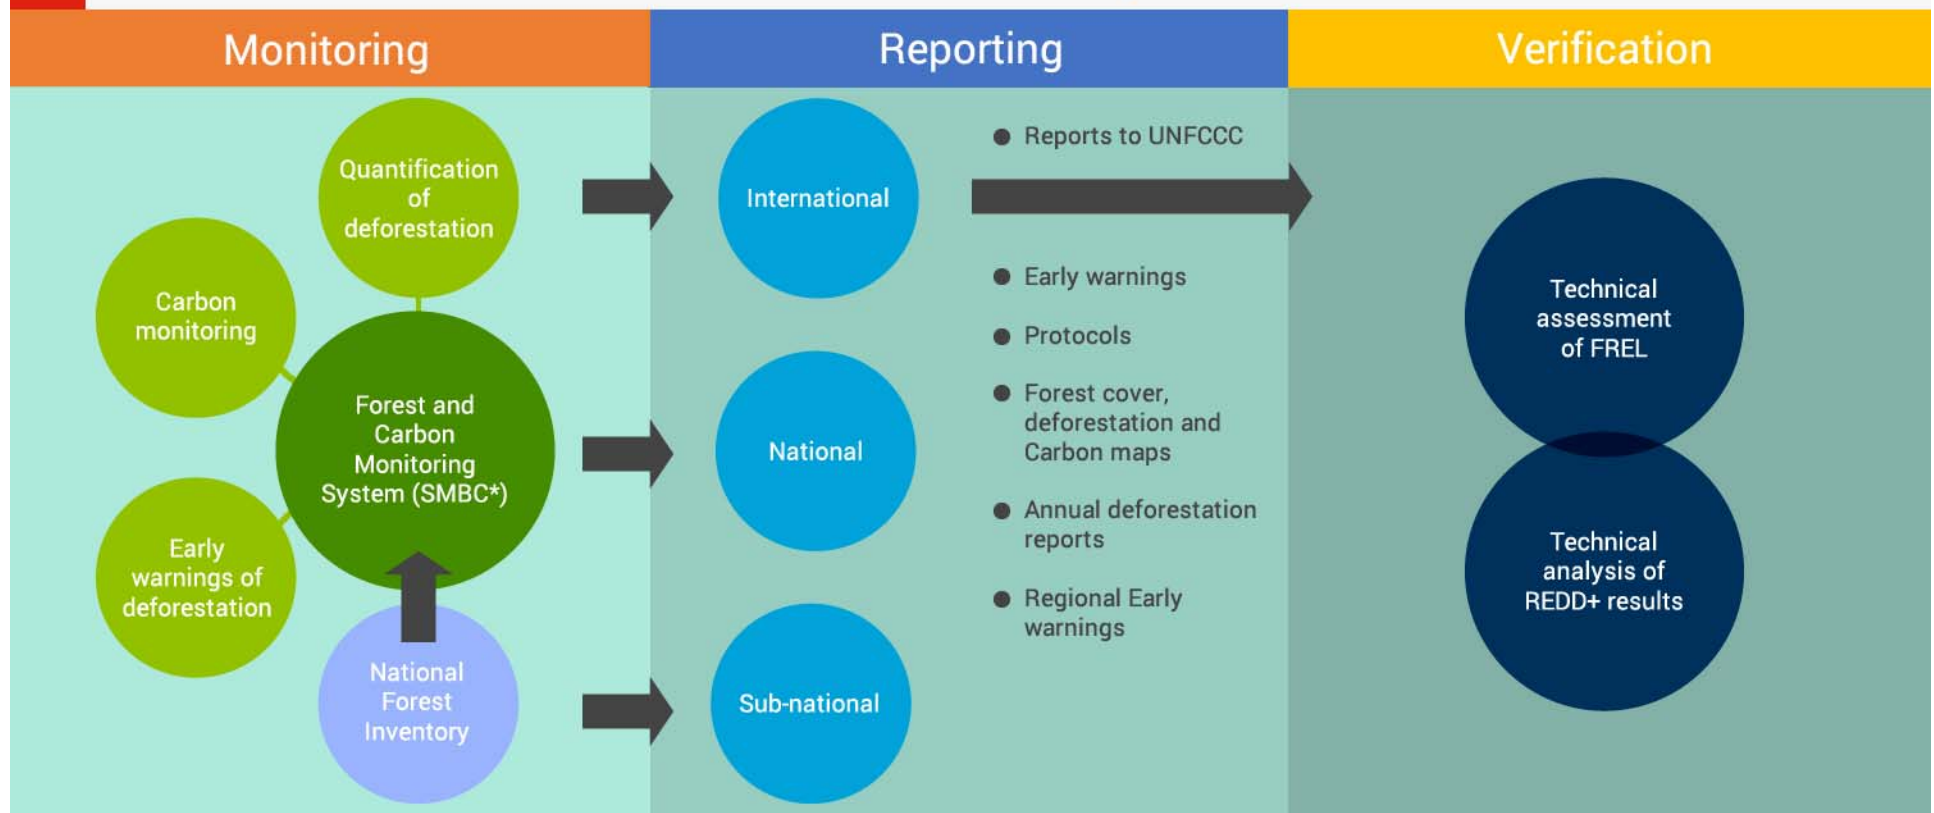 Monitoring
Reporting
Verification
Quantification
of
deforestation
Carbon
monitoring
Forest and
Carbon
Monitoring
System (SMBC*)
Early
warnings of
deforestation
National
Forest
Inventory
International
National
Sub-national
● Reports to UNFCCC
● Early warnings
● Protocols
● Forest cover,
deforestation and
Carbon maps
● Annual deforestation
reports
● Regional Early
warnings
Technical
assessment
of FREL
Technical
analysis of
REDD+ results